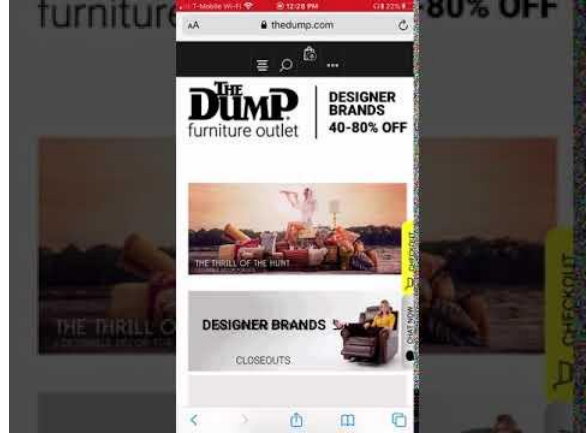 T-Mobile Wi-Fi
12:28 PM
22%
AA
thedump.com
THE
DUMP
furniture outlet
DESIGNER
BRANDS
40-80% OFF
THE THRILL OF THE HUNT
DESIGNER BRANDS
CLOSEOUTS
CHECKOUT
CHAT NOW
furniture
80% OFF
THE THRILL O
CHECKOUT